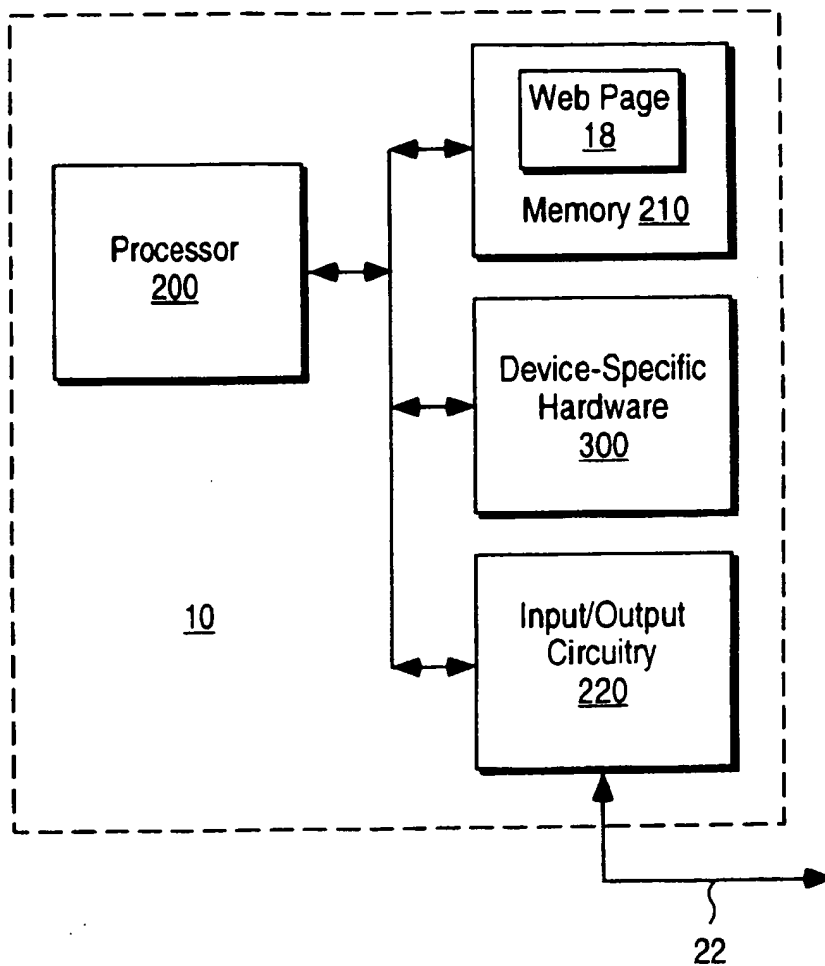 Web Page
18
Memory 210
Processor
200
Device-Specific
Hardware
300
10
Input/Output
Circuitry
220
22